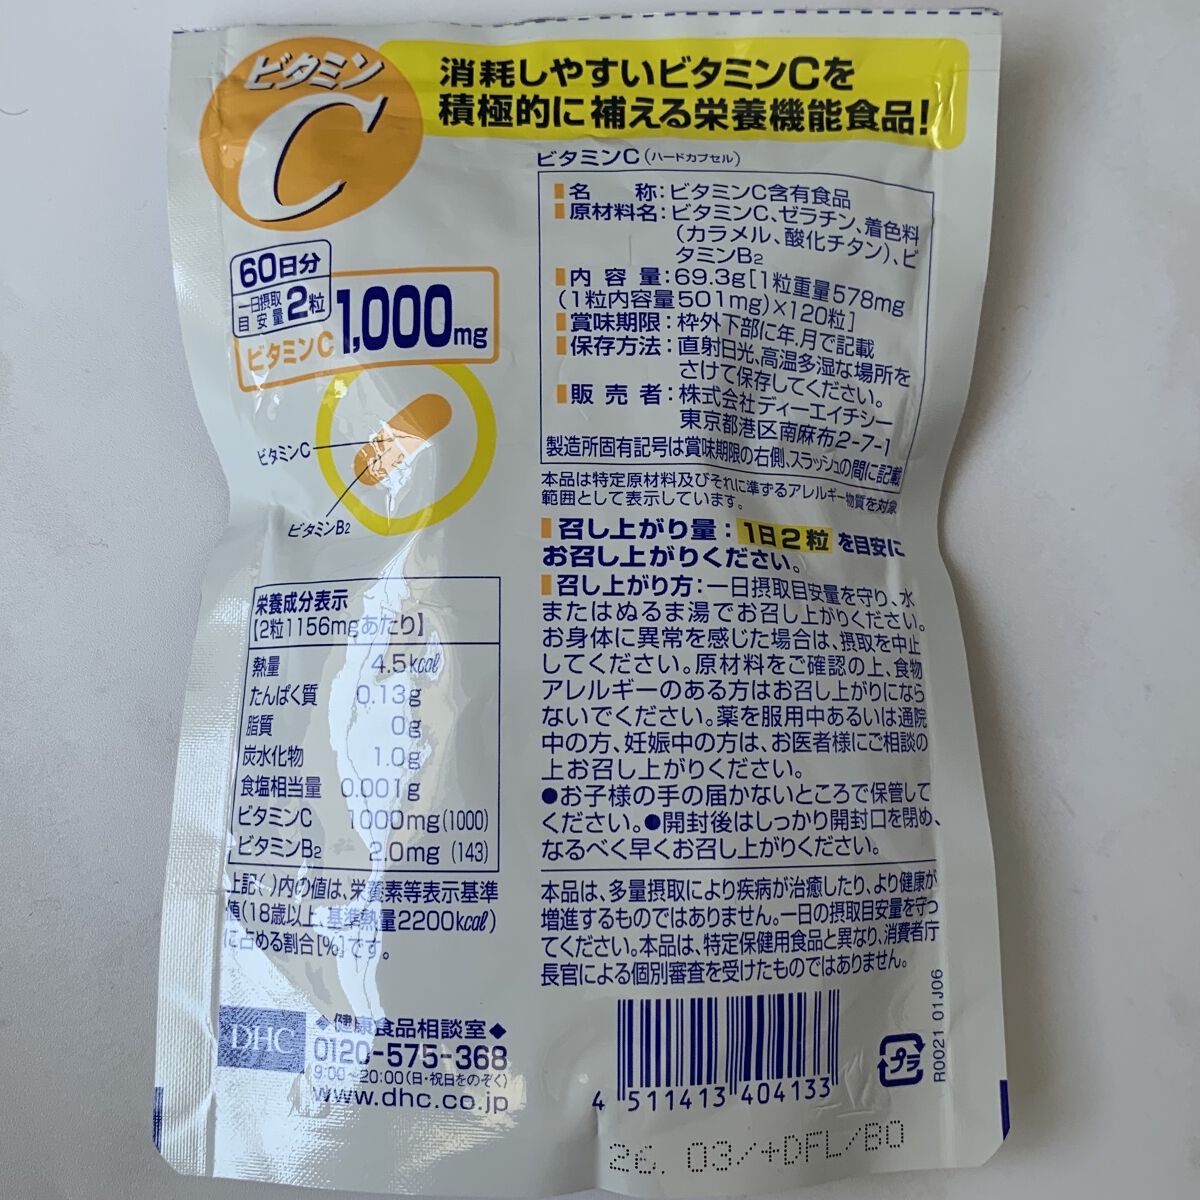 ビタミン
C
消耗しやすいビタミンCを
積極的に補える栄養機能食品!
60日分
一日摂取
目安量2粒
ビタミンC 1,000mg
ビタミンC
ビタミンB2
ビタミンC(ハードカプセル)
名 称:ビタミンC含有食品
原材料名:ビタミンC、ゼラチン、着色料
(カラメル、酸化チタン)、ビ
タミンB2
内 容 量:69.3g[1粒重量578mg
(1粒内容量501mg)×120粒]
賞味期限:枠外下部に年.月で記載
保存方法:直射日光、高温多湿な場所を
さけて保存してください。
販 売 者:株式会社ディーエイチシー
東京都港区南麻布2-7-1
製造所固有記号は賞味期限の右側、スラッシュの間に記載
本品は特定原材料及びそれに準ずるアレルギー物質を対象
範囲として表示しています。
召し上がり量:1日2粒を目安に
お召し上がりください。
召し上がり方:一日摂取目安量を守り、水
またはぬるま湯でお召し上がりください。
お身体に異常を感じた場合は、摂取を中止
してください。原材料をご確認の上、食物
アレルギーのある方はお召し上がりになら
ないでください。薬を服用中あるいは通院
中の方、妊娠中の方は、お医者様にご相談の
上お召し上がりください。
●お子様の手の届かないところで保管して
ください。●開封後はしっかり開封口を閉め、
なるべく早くお召し上がりください。
本品は、多量摂取により疾病が治癒したり、より健康が
増進するものではありません。一日の摂取目安量を守っ
てください。本品は、特定保健用食品と異なり、消費者庁
長官による個別審査を受けたものではありません。
栄養成分表示
[2粒1156mgあたり]
熱量 4.5kcal
たんぱく質 0.13g
脂質 0g
炭水化物 1.0g
食塩相当量 0.001g
ビタミンC 1000mg(1000)
ビタミンB2 2.0mg (143)
上記( )内の値は、栄養素等表示基準
値(18歳以上、基準熱量2200kcal)
に占める割合[%]です。
DHC
◆健康食品相談室◆
0120-575-368
9:00~20:00(日・祝日をのぞく)
www.dhc.co.jp
4 511413 404133
プラ
R0021 01J06
26. 03/+DFL/BO